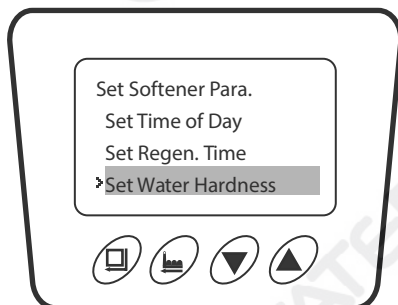 Set Softener Para.
Set Time of Day
Set Regen. Time
Set Water Hardness